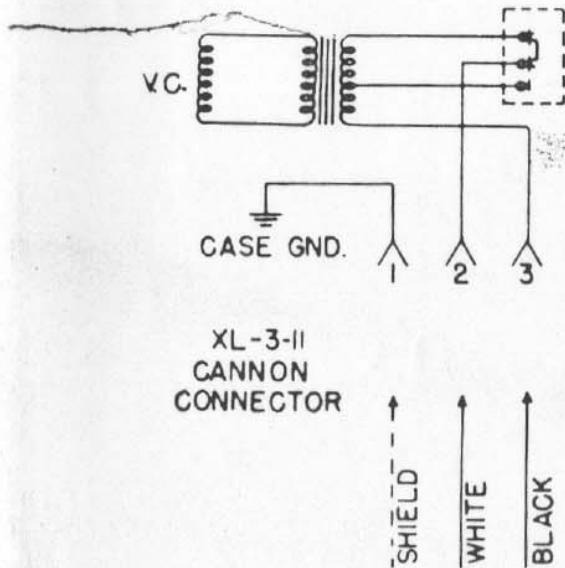 V.C.
CASE GND.
1 2 3
XL-3-11
CANNON
CONNECTOR
SHIELD
WHITE
BLACK